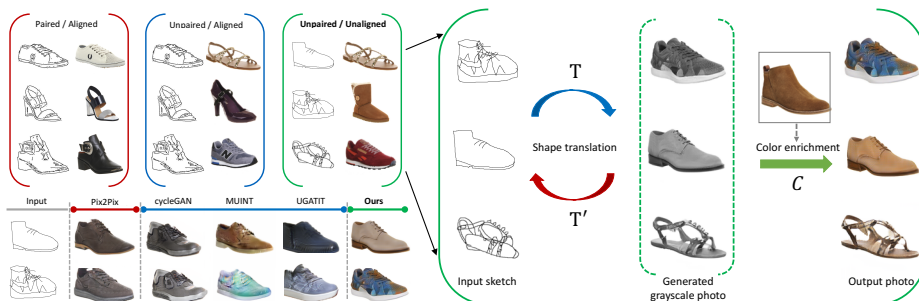 Paired / Aligned
Unpaired / Aligned
Unpaired / Unaligned
Input
Pix2Pix
cycleGAN
MUINT
UGATIT
Ours
T
Shape translation
T′
Input sketch
Generated
grayscale photo
Color enrichment
C
Output photo